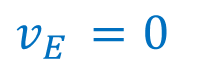 v_E = 0